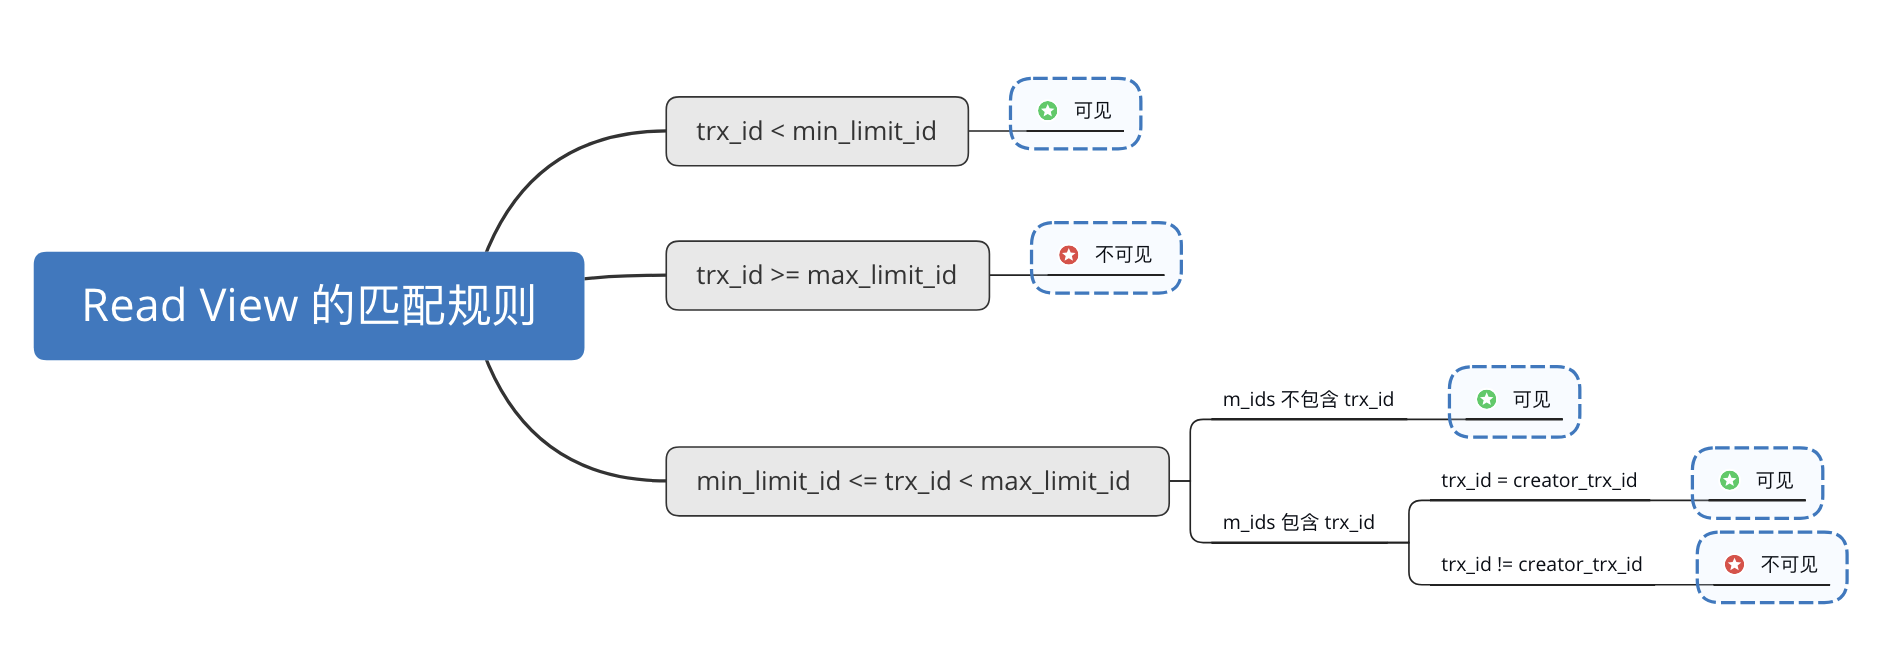 Read View 的匹配规则
trx_id < min_limit_id
可见
trx_id >= max_limit_id
不可见
min_limit_id <= trx_id < max_limit_id
m_ids 不包含 trx_id
可见
m_ids 包含 trx_id
trx_id = creator_trx_id
可见
trx_id != creator_trx_id
不可见